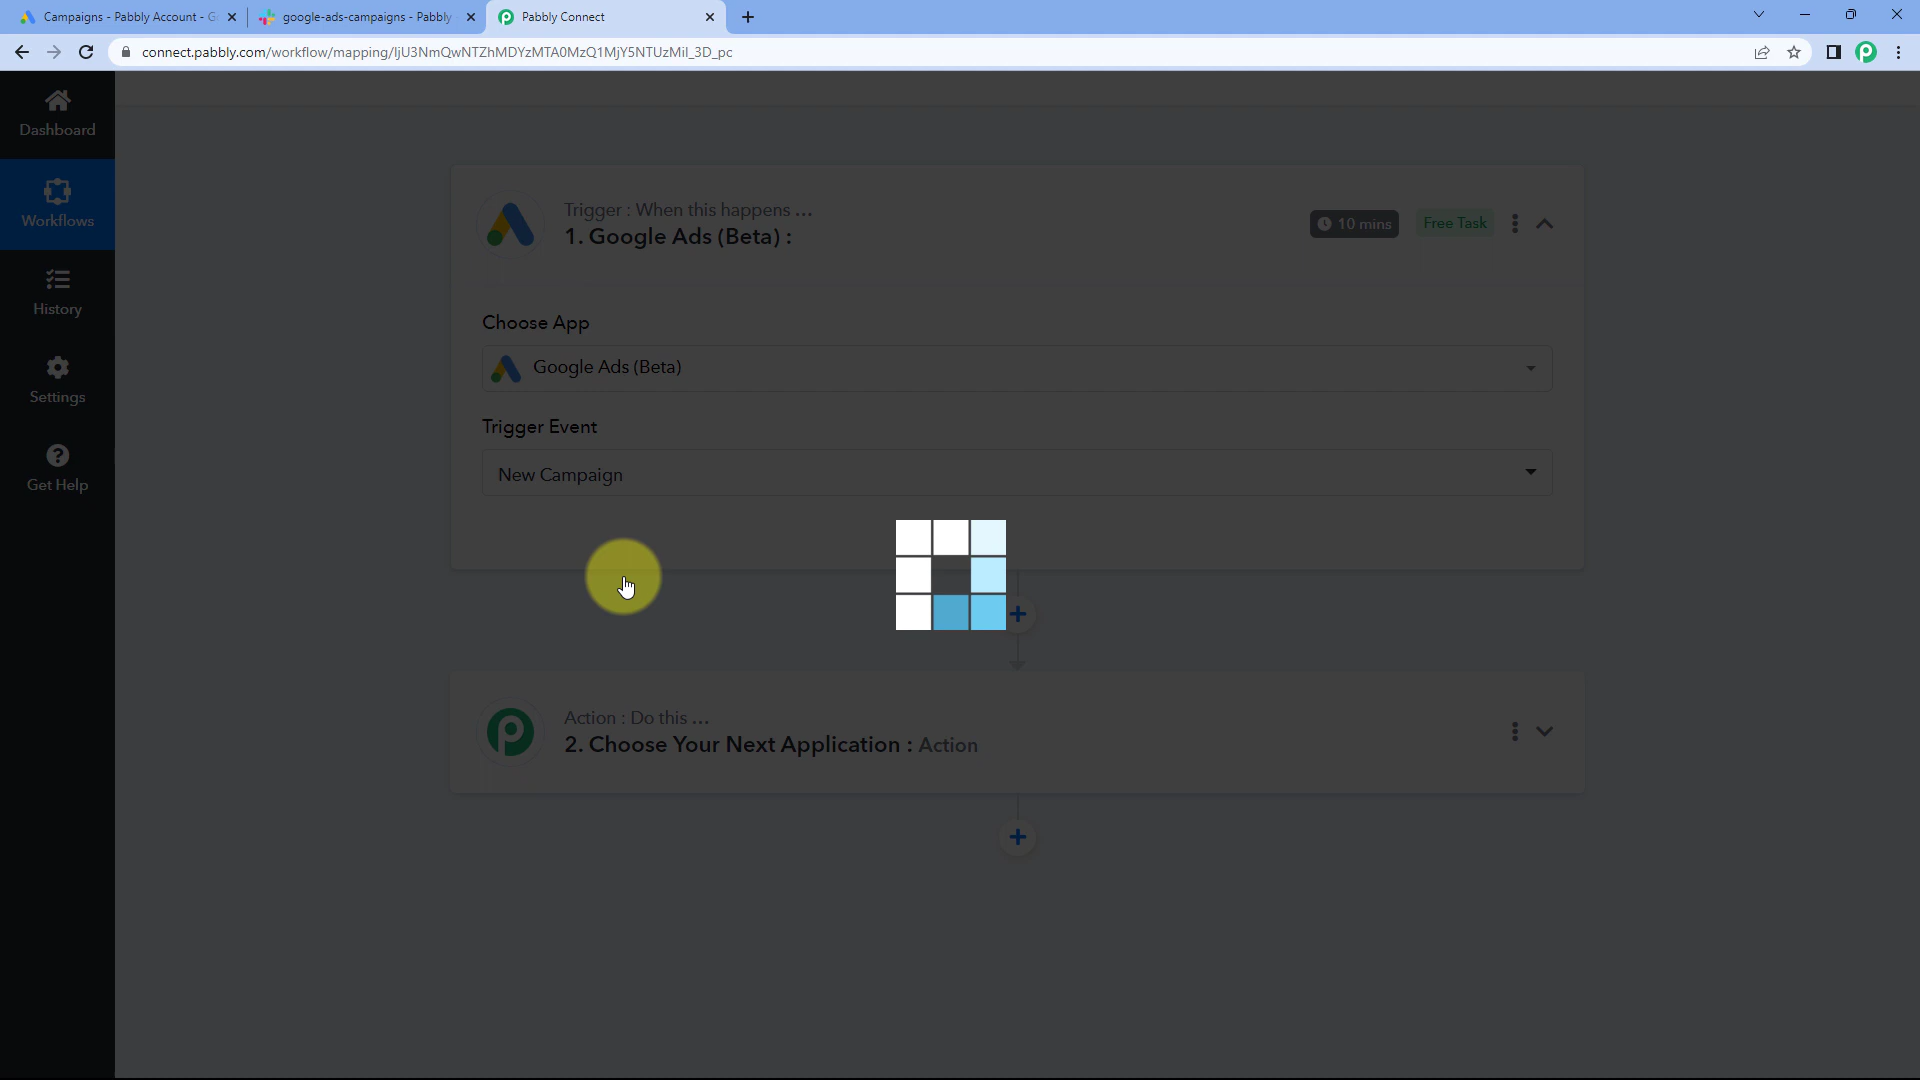 Campaigns - Pabbly Account - G
google-ads-campaigns - Pabbly
Pabbly Connect
connect.pabbly.com/workflow/mapping/IjU3NmQwNTZhMDYzMTA0MzQ1MjY5NTUzMiI_3D_pc
Dashboard
Workflows
History
Settings
Get Help
Trigger : When this happens ...
1. Google Ads (Beta) :
10 mins
Free Task
Choose App
Google Ads (Beta)
Trigger Event
New Campaign
Action : Do this ...
2. Choose Your Next Application : Action